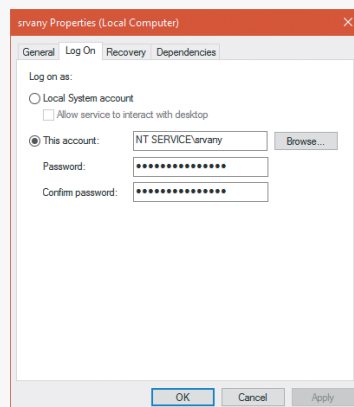 srvany Properties (Local Computer)
General Log On Recovery Dependencies
Log on as:
Local System account
Allow service to interact with desktop
This account: NT SERVICE\srvany Browse...
Password: •••••••••••••••
Confirm password: •••••••••••••••
OK Cancel Apply